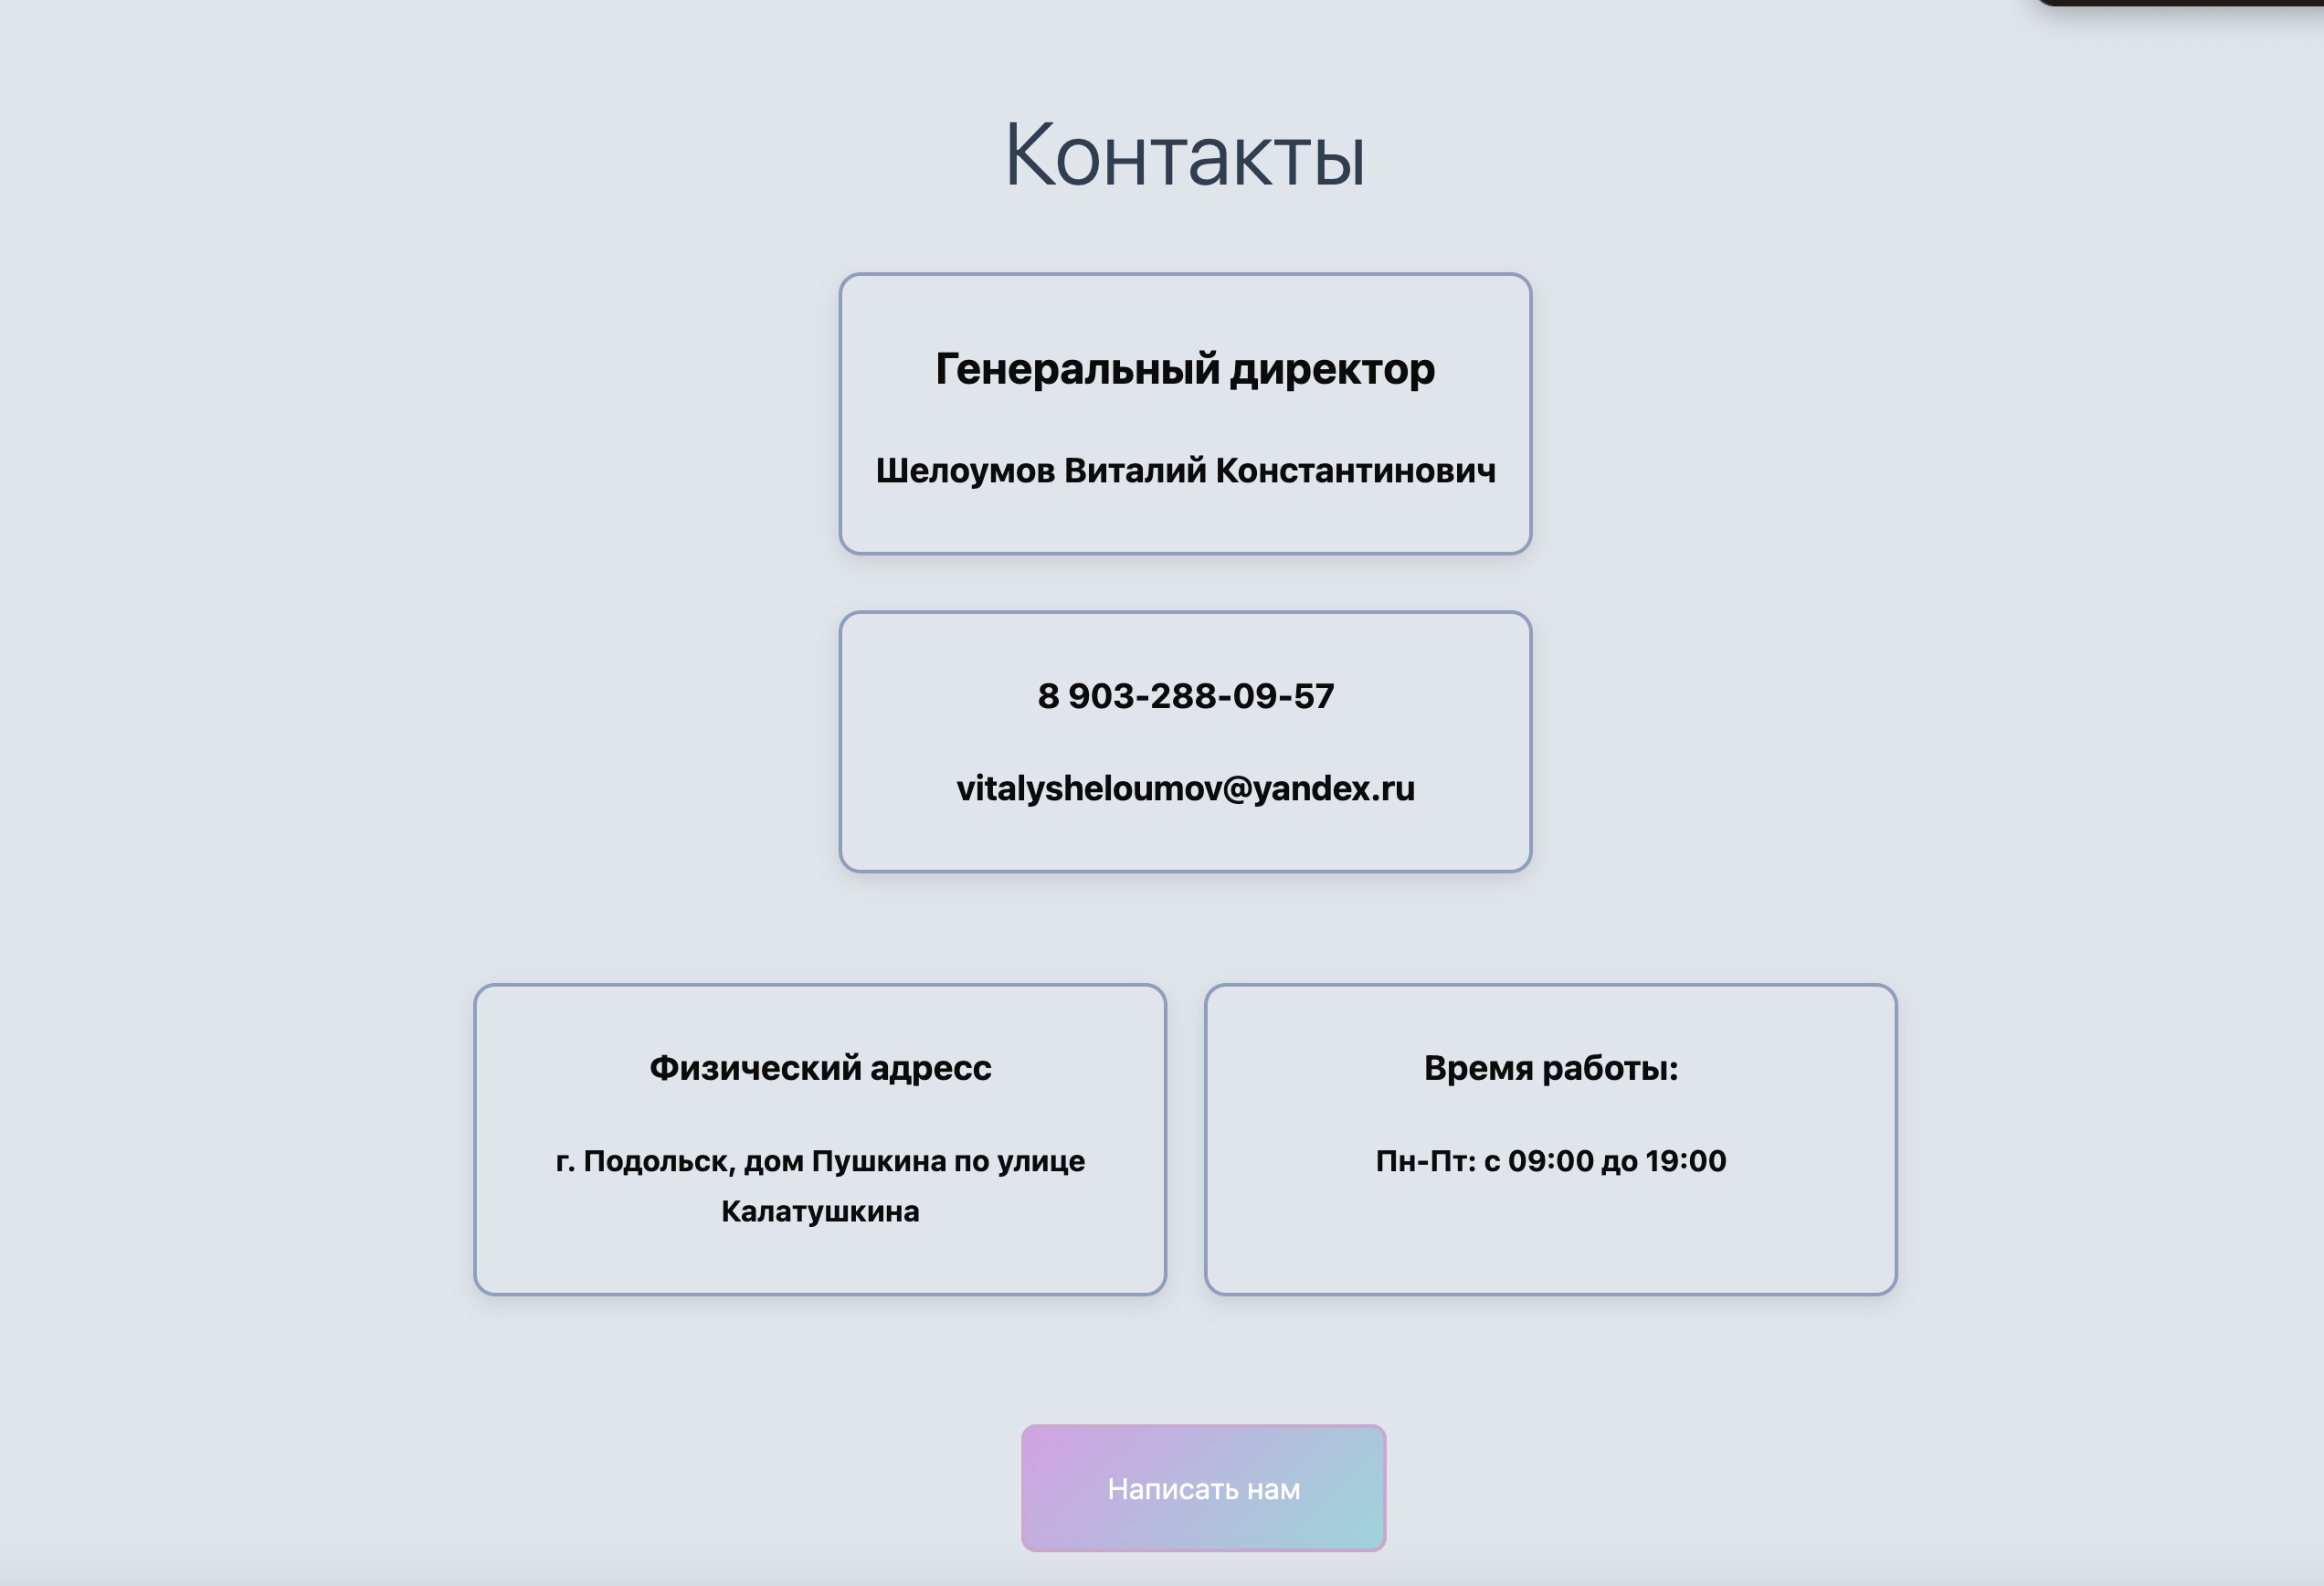 Контакты
Генеральный директор
Шелоумов Виталий Константинович
8 903-288-09-57
vitalysheloumov@yandex.ru
Физический адресс
г. Подольск, дом Пушкина по улице
Калатушкина
Время работы:
Пн-Пт: с 09:00 до 19:00
Написать нам